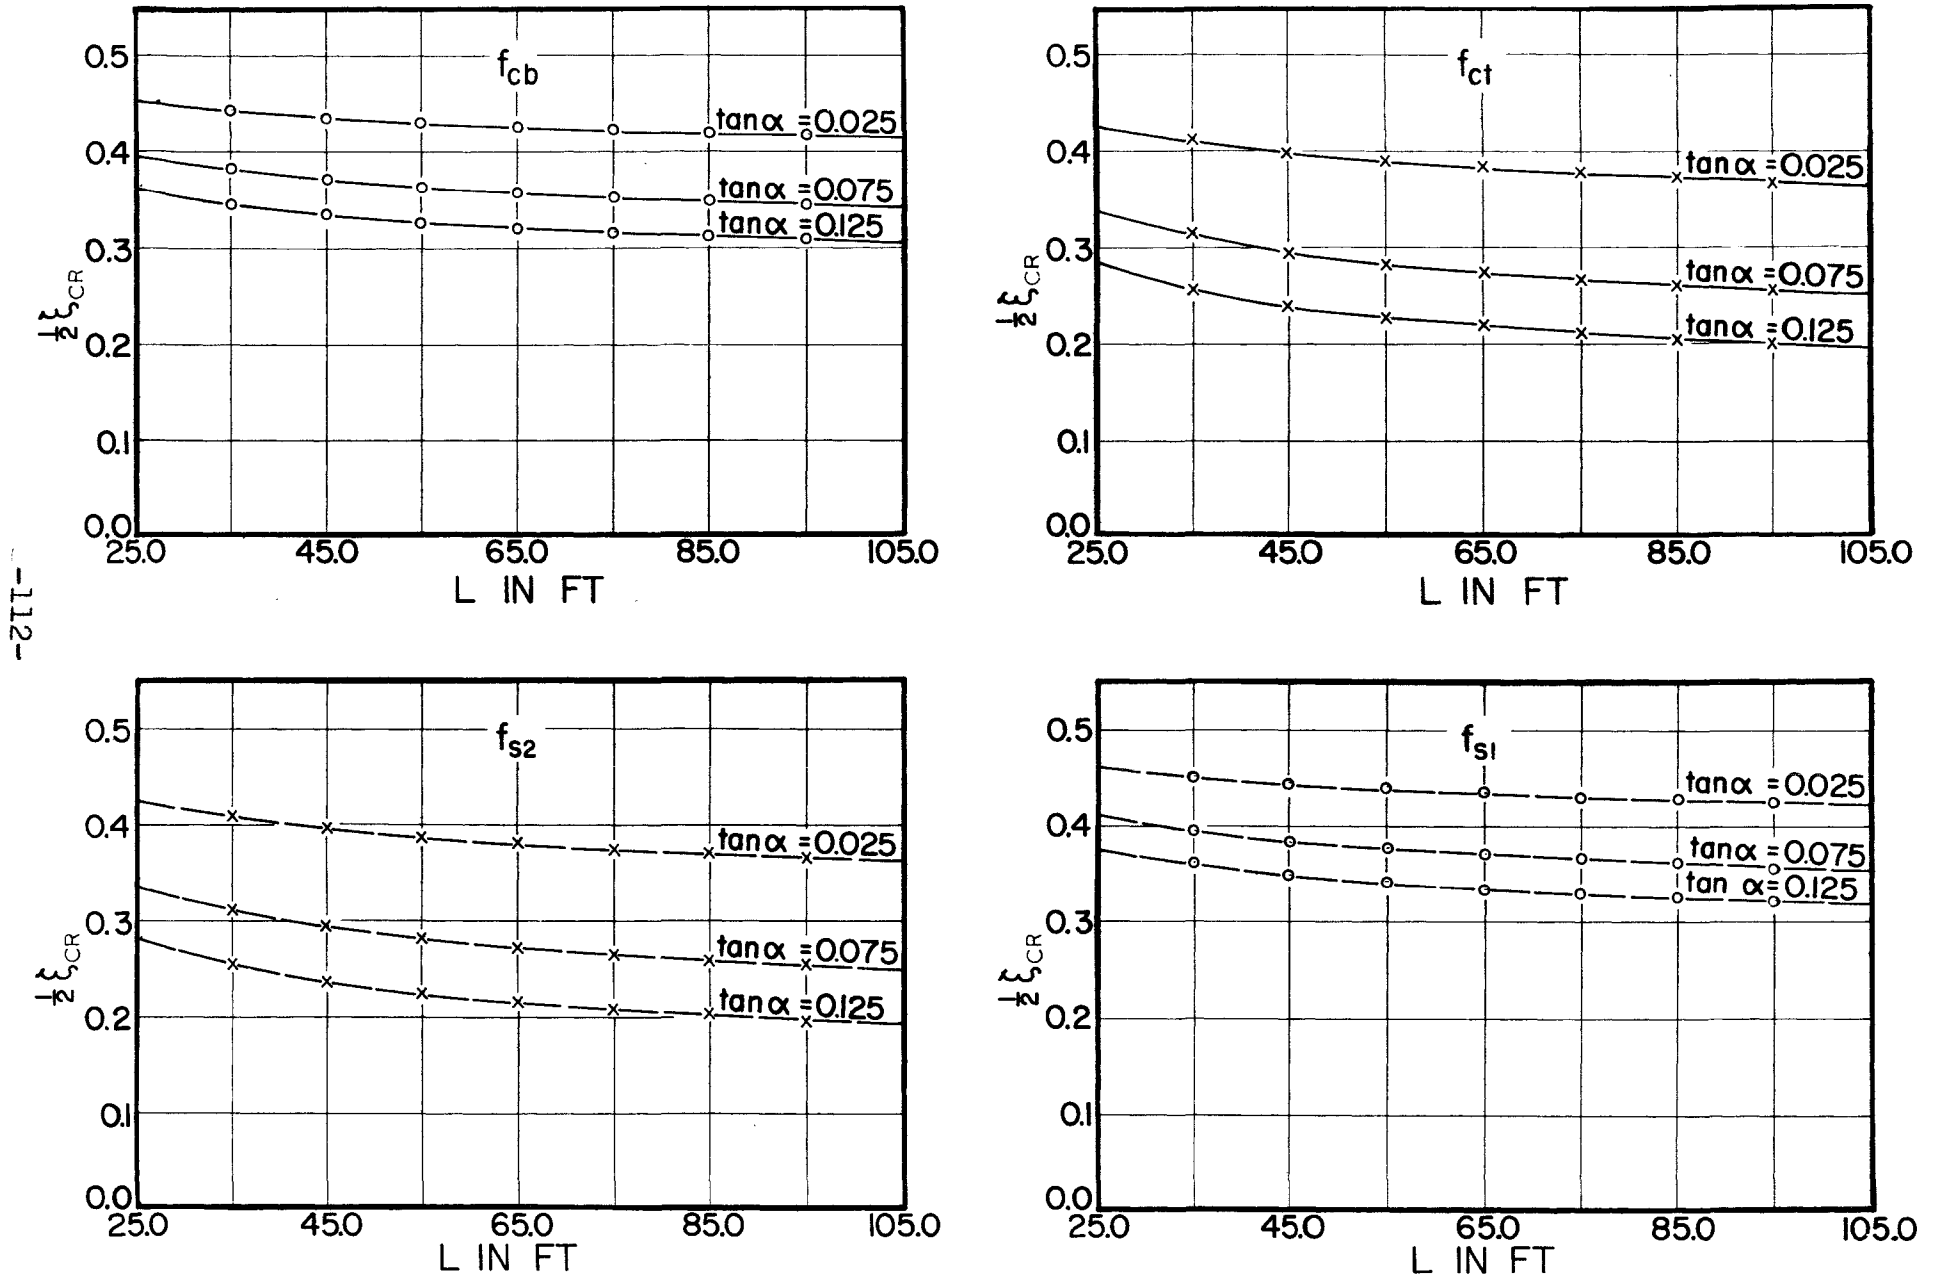 0.5
0.4
0.3
0.2
0.1
0.0
½ξCR
fcb
tanα=0.025
tanα=0.075
tanα=0.125
25.0 45.0 65.0 85.0 105.0
L IN FT
0.5
0.4
0.3
0.2
0.1
0.0
½ξCR
fct
tanα=0.025
tanα=0.075
tanα=0.125
25.0 45.0 65.0 85.0 105.0
L IN FT
-112-
0.5
0.4
0.3
0.2
0.1
0.0
½ξCR
fs2
tanα=0.025
tanα=0.075
tanα=0.125
25.0 45.0 65.0 85.0 105.0
L IN FT
0.5
0.4
0.3
0.2
0.1
0.0
½ξCR
fs1
tanα=0.025
tanα=0.075
tan α=0.125
25.0 45.0 65.0 85.0 105.0
L IN FT